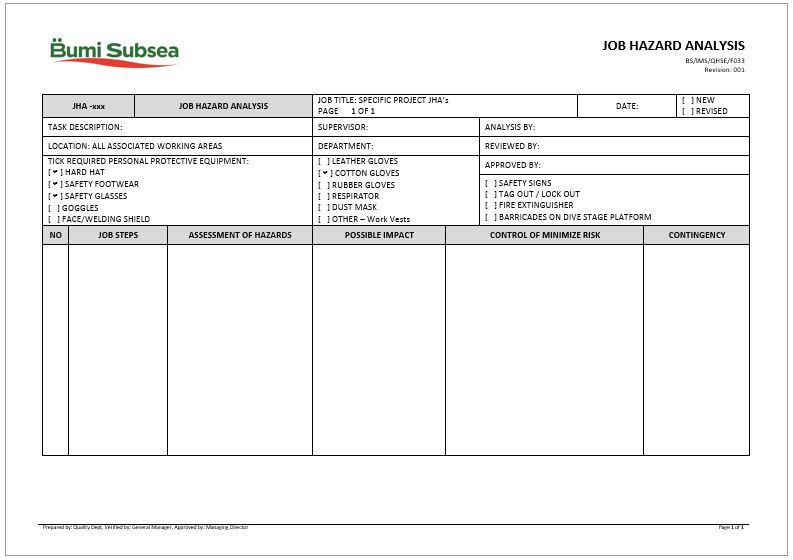 Bumi Subsea
JOB HAZARD ANALYSIS
BS/IMS/QHSE/F033
Revision: 001
JHA -xxx
JOB HAZARD ANALYSIS
JOB TITLE: SPECIFIC PROJECT JHA's
PAGE 1 OF 1
DATE:
[ ] NEW
[ ] REVISED
TASK DESCRIPTION:
SUPERVISOR:
ANALYSIS BY:
LOCATION: ALL ASSOCIATED WORKING AREAS
DEPARTMENT:
REVIEWED BY:
TICK REQUIRED PERSONAL PROTECTIVE EQUIPMENT:
[✓] HARD HAT
[✓] SAFETY FOOTWEAR
[✓] SAFETY GLASSES
[ ] GOGGLES
[ ] FACE/WELDING SHIELD
[ ] LEATHER GLOVES
[✓] COTTON GLOVES
[ ] RUBBER GLOVES
[ ] RESPIRATOR
[ ] DUST MASK
[ ] OTHER – Work Vests
APPROVED BY:
[ ] SAFETY SIGNS
[ ] TAG OUT / LOCK OUT
[ ] FIRE EXTINGUISHER
[ ] BARRICADES ON DIVE STAGE PLATFORM
NO
JOB STEPS
ASSESSMENT OF HAZARDS
POSSIBLE IMPACT
CONTROL OF MINIMIZE RISK
CONTINGENCY
Prepared by: Quality Dept, Verified by: General Manager, Approved by: Managing Director
Page 1 of 1